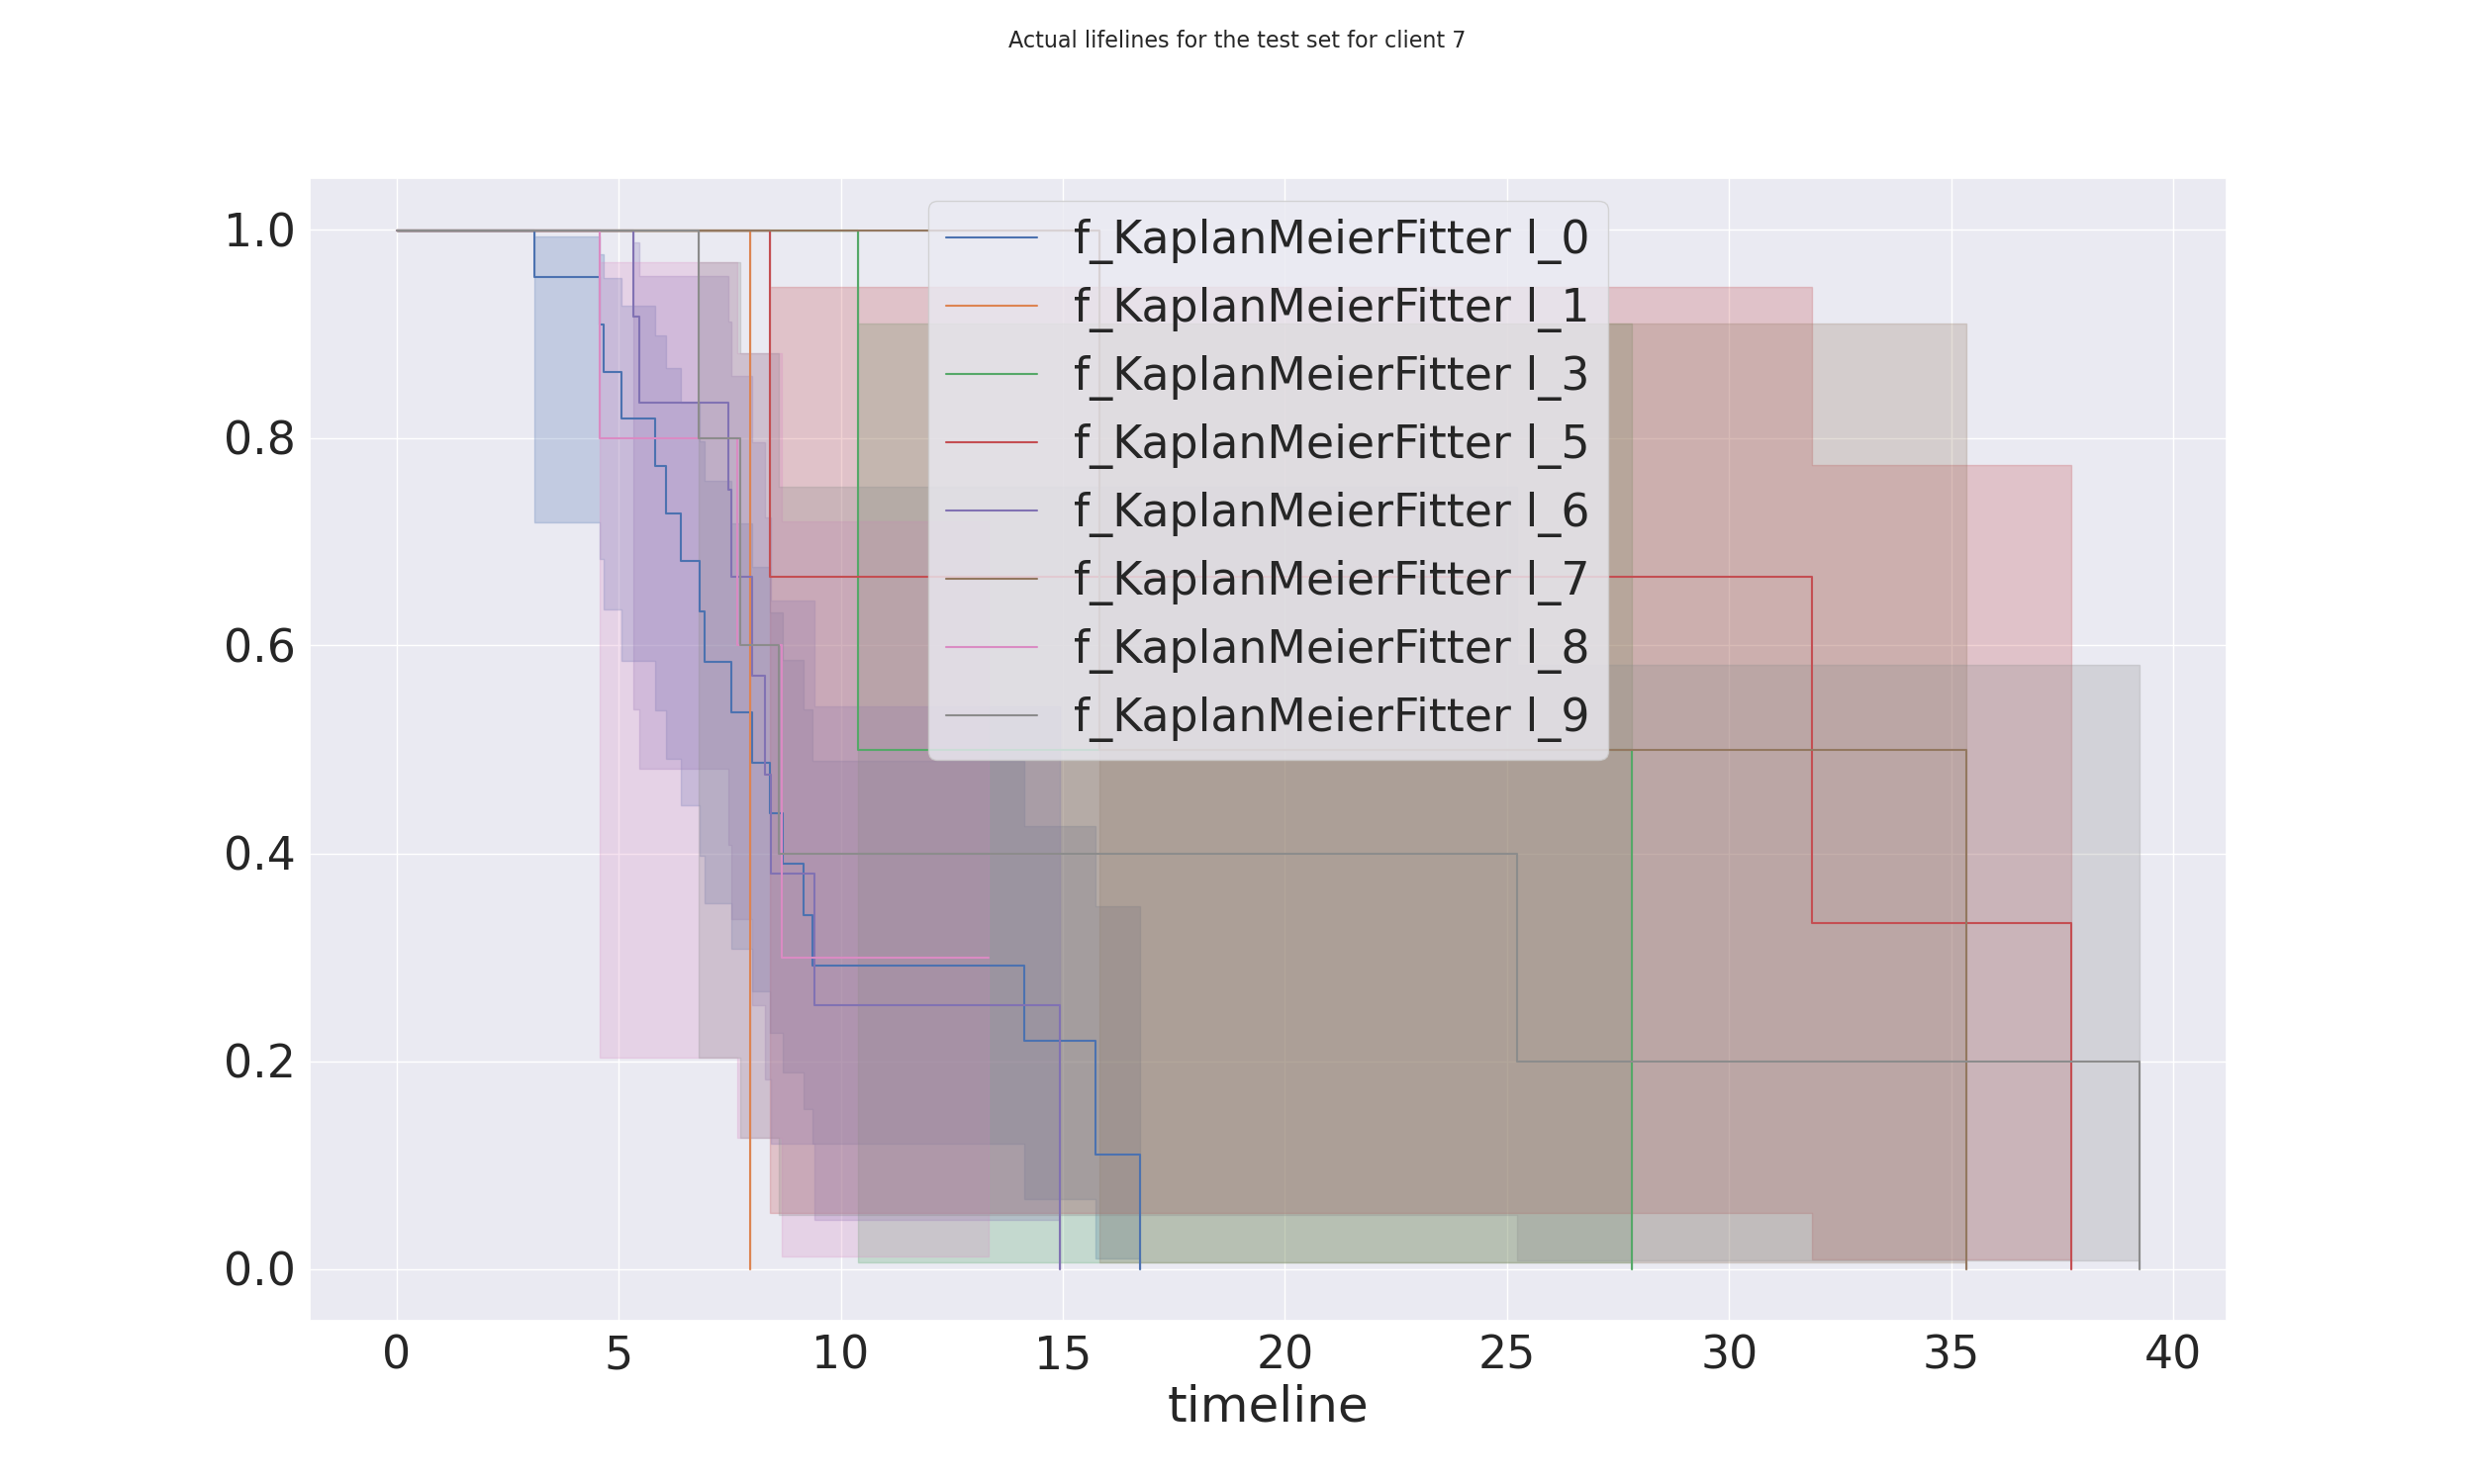 Actual lifelines for the test set for client 7
1.0
0.8
0.6
0.4
0.2
0.0
f_KaplanMeierFitter l_0
f_KaplanMeierFitter l_1
f_KaplanMeierFitter l_3
f_KaplanMeierFitter l_5
f_KaplanMeierFitter l_6
f_KaplanMeierFitter l_7
f_KaplanMeierFitter l_8
f_KaplanMeierFitter l_9
0 5 10 15 20 25 30 35 40
timeline